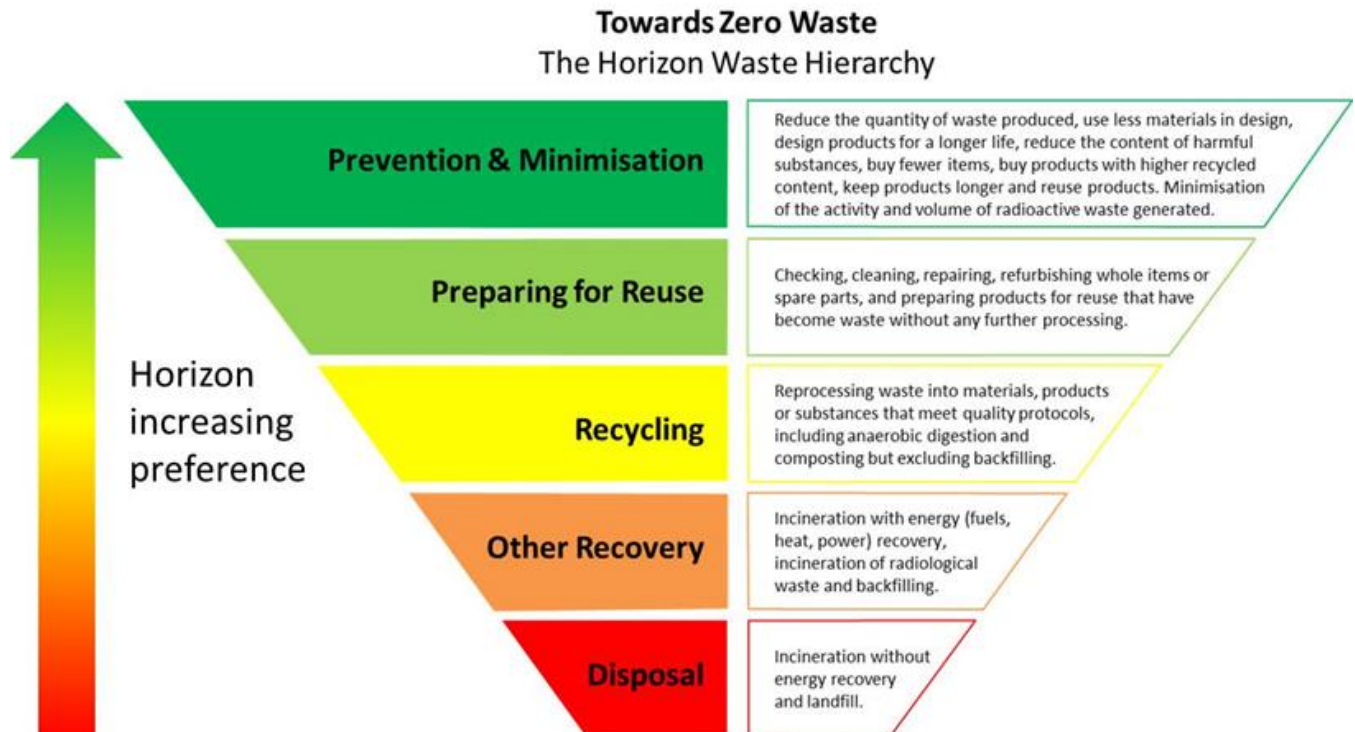 Towards Zero Waste
The Horizon Waste Hierarchy
Horizon
increasing
preference
Prevention & Minimisation
Reduce the quantity of waste produced, use less materials in design,
design products for a longer life, reduce the content of harmful
substances, buy fewer items, buy products with higher recycled
content, keep products longer and reuse products. Minimisation
of the activity and volume of radioactive waste generated.
Preparing for Reuse
Checking, cleaning, repairing, refurbishing whole items or
spare parts, and preparing products for reuse that have
become waste without any further processing.
Recycling
Reprocessing waste into materials, products
or substances that meet quality protocols,
including anaerobic digestion and
composting but excluding backfilling.
Other Recovery
Incineration with energy (fuels,
heat, power) recovery,
incineration of radiological
waste and backfilling.
Disposal
Incineration without
energy recovery
and landfill.